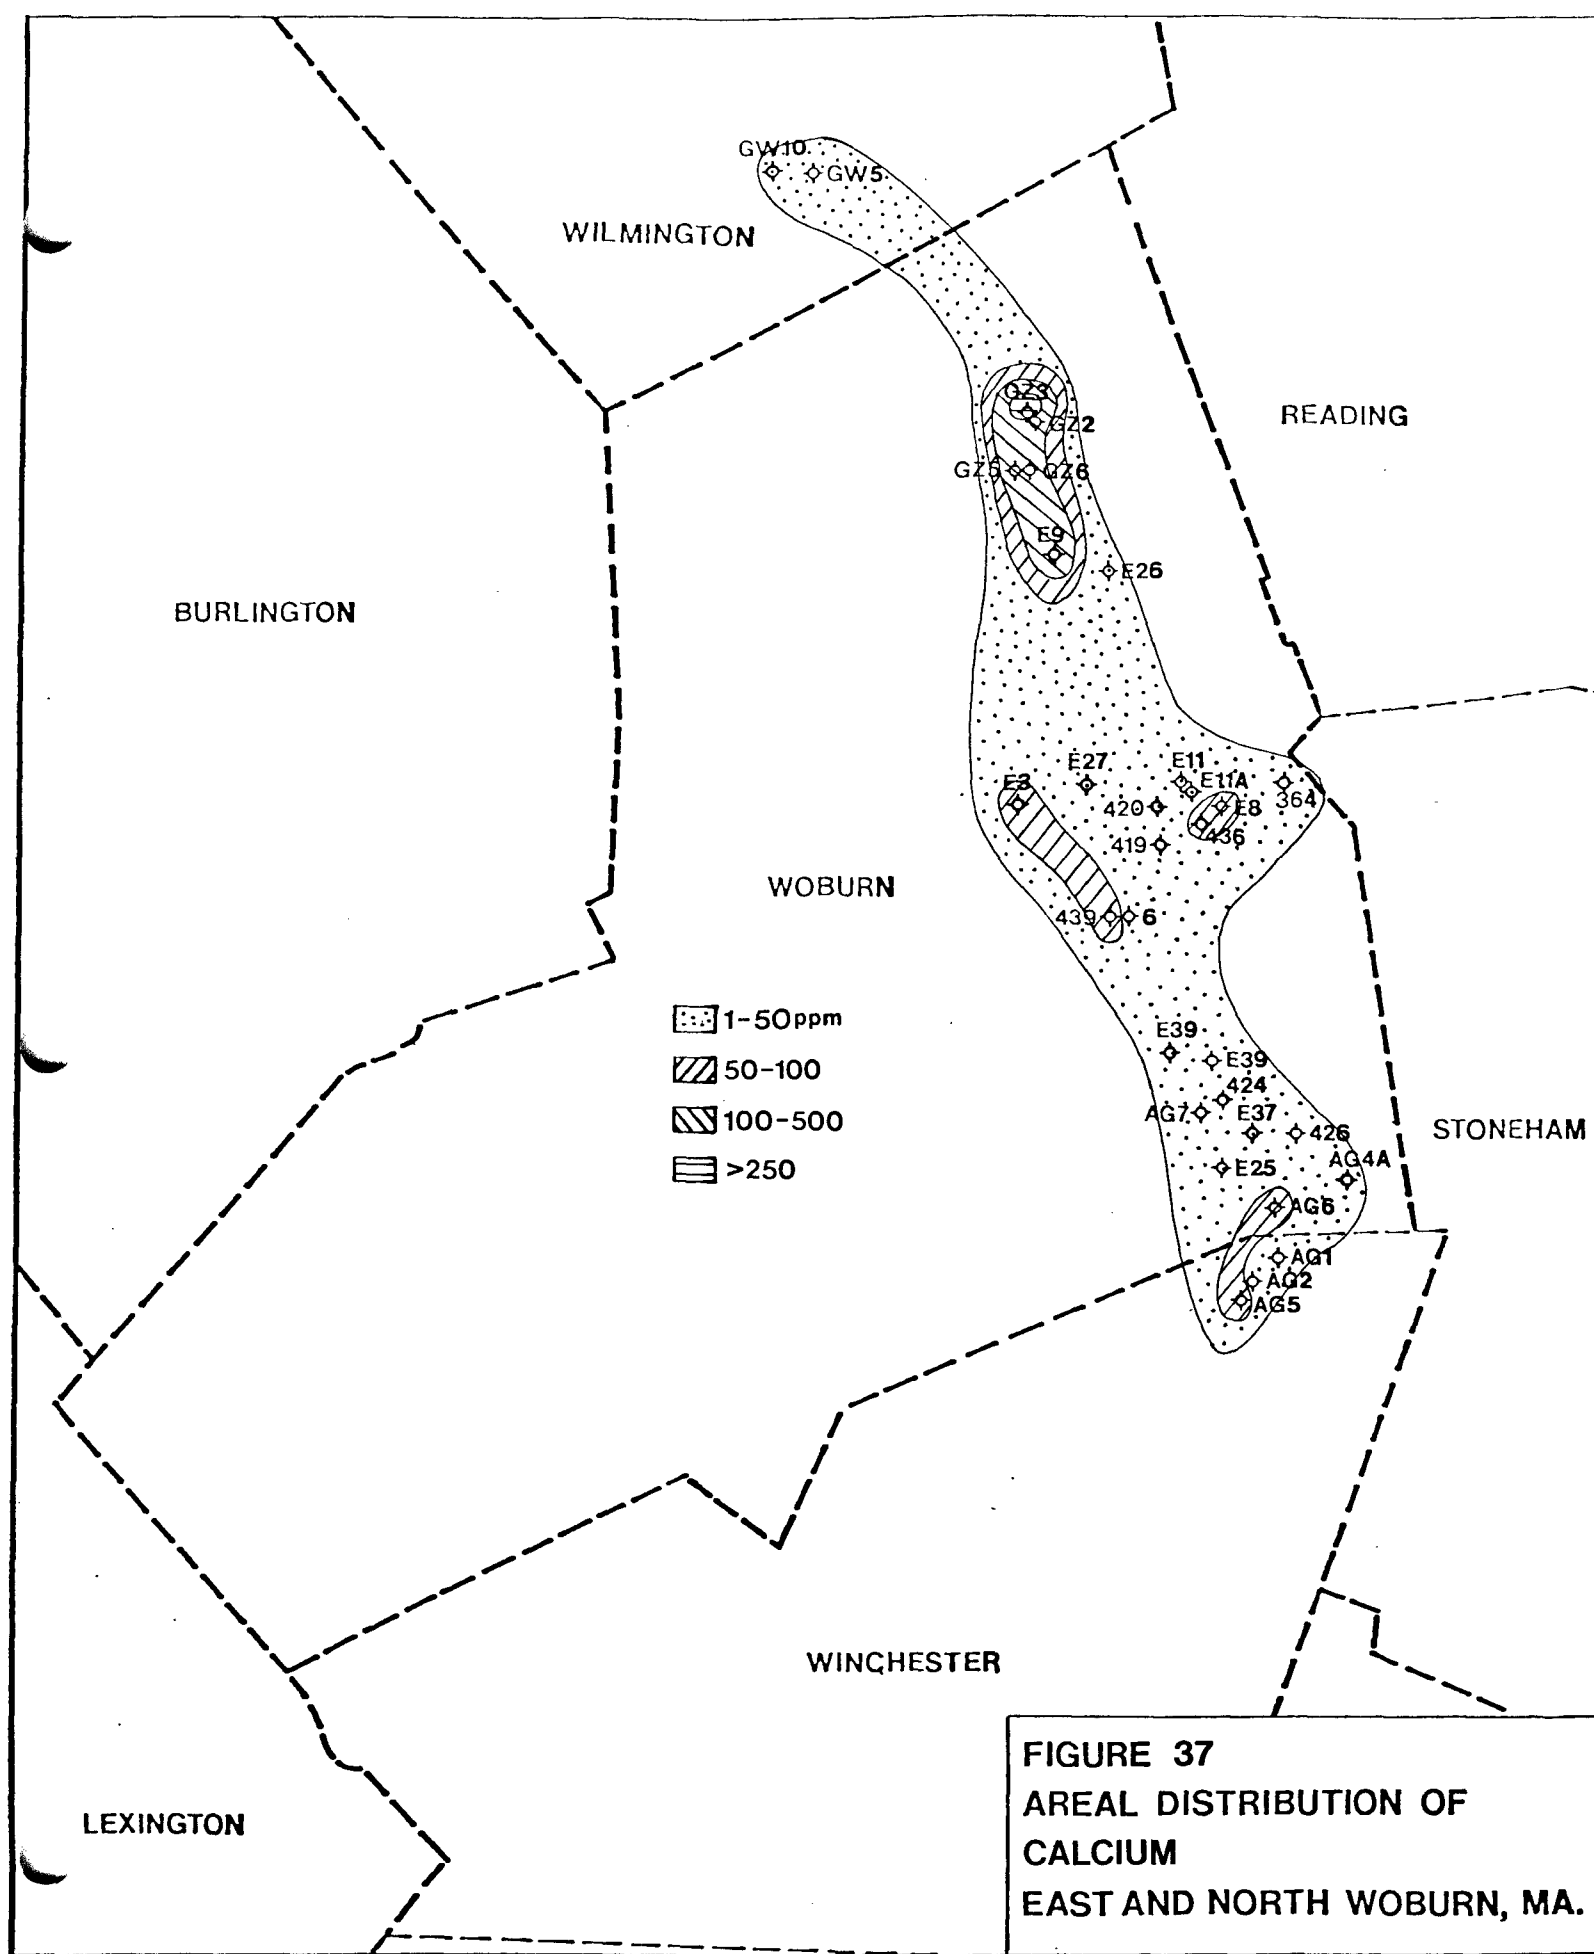 GW10
GW5
WILMINGTON
GZ3
GZ2
READING
GZ5
GZ6
E9
E26
BURLINGTON
E27
E11
E11A
E3
420
E8
364
436
419
WOBURN
439
6
1-50ppm
50-100
100-500
>250
E39
E39
424
AG7
E37
426
STONEHAM
AG4A
E25
AG6
AG1
AG2
AG5
WINCHESTER
LEXINGTON
FIGURE 37
AREAL DISTRIBUTION OF
CALCIUM
EAST AND NORTH WOBURN, MA.